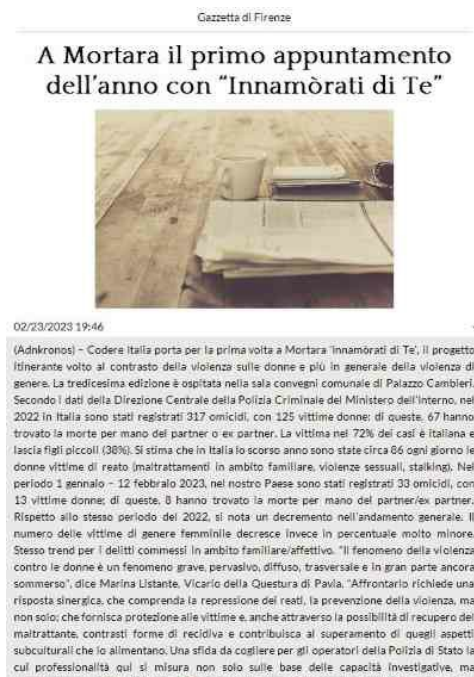 Gazzetta di Firenze
A Mortara il primo appuntamento
dell'anno con "Innamòrati di Te"
02/23/2023 19:46
(Adnkronos) – Codere Italia porta per la prima volta a Mortara 'Innamòrati di Te', il progetto
itinerante volto al contrasto della violenza sulle donne e più in generale della violenza di
genere. La tredicesima edizione è ospitata nella sala convegni comunale di Palazzo Cambieri.
Secondo i dati della Direzione Centrale della Polizia Criminale del Ministero dell'Interno, nel
2022 in Italia sono stati registrati 317 omicidi, con 125 vittime donne: di queste, 67 hanno
trovato la morte per mano del partner o ex partner. La vittima nel 72% dei casi è italiana e
lascia figli piccoli (38%). Si stima che in Italia lo scorso anno sono state circa 86 ogni giorno le
donne vittime di reato (maltrattamenti in ambito familiare, violenze sessuali, stalking). Nel
periodo 1 gennaio – 12 febbraio 2023, nel nostro Paese sono stati registrati 33 omicidi, con
13 vittime donne; di queste, 8 hanno trovato la morte per mano del partner/ex partner.
Rispetto allo stesso periodo del 2022, si nota un decremento nell'andamento generale. Il
numero delle vittime di genere femminile decresce invece in percentuale molto minore.
Stesso trend per i delitti commessi in ambito familiare/affettivo. "Il fenomeno della violenza
contro le donne è un fenomeno grave, pervasivo, diffuso, trasversale e in gran parte ancora
sommerso", dice Marina Listante, Vicario della Questura di Pavia. "Affrontarlo richiede una
risposta sinergica, che comprenda la repressione dei reati, la prevenzione della violenza, ma
non solo; che fornisca protezione alle vittime e, anche attraverso la possibilità di recupero del
maltrattante, contrasti forme di recidiva e contribuisca al superamento di quegli aspetti
subculturali che lo alimentano. Una sfida da cogliere per gli operatori della Polizia di Stato la
cui professionalità qui si misura non solo sulle base delle capacità investigative, ma